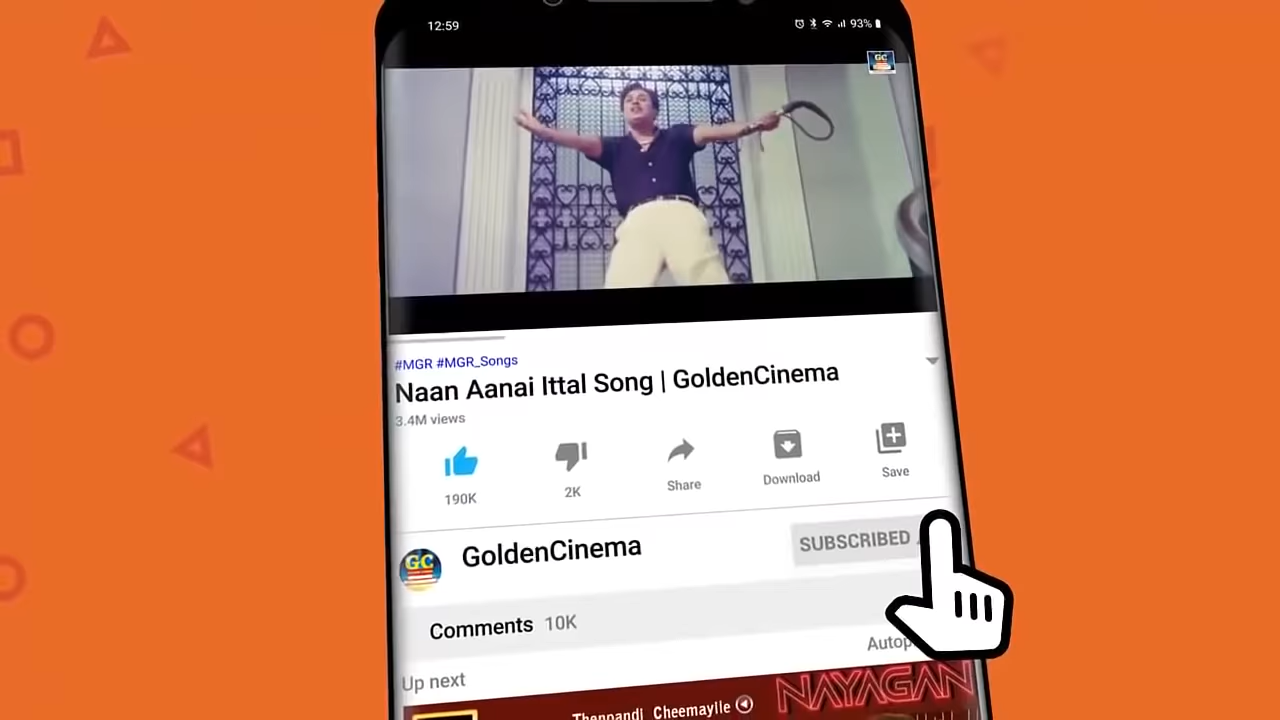 12:59
93%
GC
#MGR #MGR_Songs
Naan Aanai Ittal Song | GoldenCinema
3.4M views
190K
2K
Share
Download
Save
GC
GoldenCinema
SUBSCRIBED
Comments 10K
Autop
Up next
Thenpandi Cheemaylle
NAYAGAN